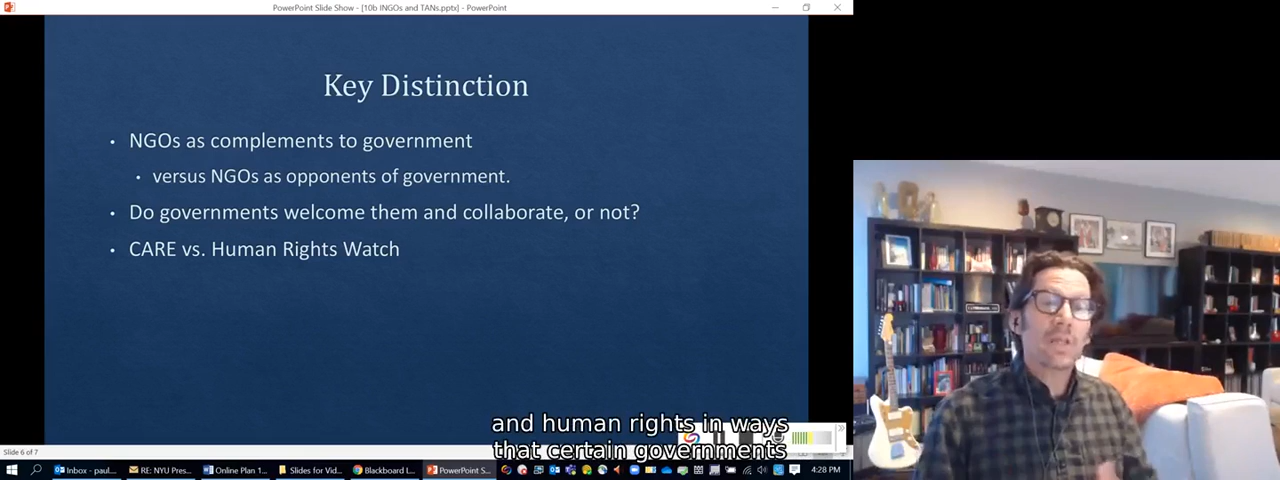 PowerPoint Slide Show - [10b INGOs and TANs.pptx] - PowerPoint
Key Distinction
• NGOs as complements to government
• versus NGOs as opponents of government.
• Do governments welcome them and collaborate, or not?
• CARE vs. Human Rights Watch
and human rights in ways
that certain governments
Slide 6 of 7
Inbox - paul... RE: NYU Pres... Online Plan 1... Slides for Vid... Blackboard L... PowerPoint S... 4:28 PM